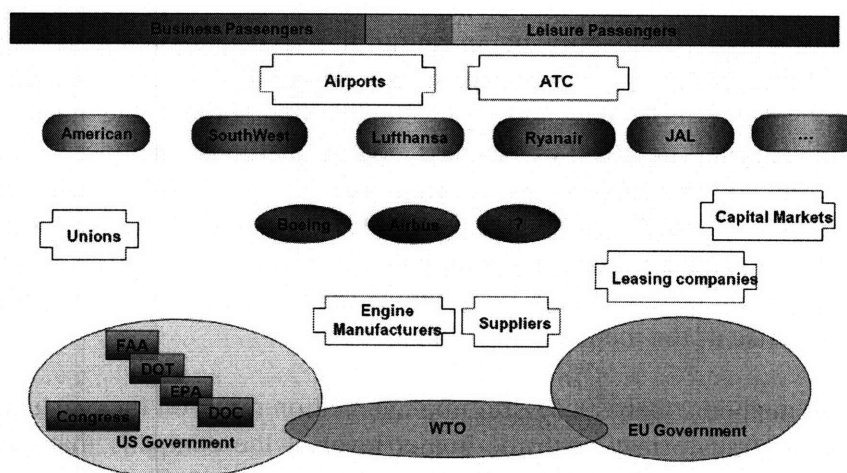 Business Passengers
Leisure Passengers
Airports
ATC
American
SouthWest
Lufthansa
Ryanair
JAL
...
Boeing
Airbus
?
Capital Markets
Unions
Leasing companies
Engine
Manufacturers
Suppliers
FAA
DOT
EPA
DOC
Congress
US Government
WTO
EU Government